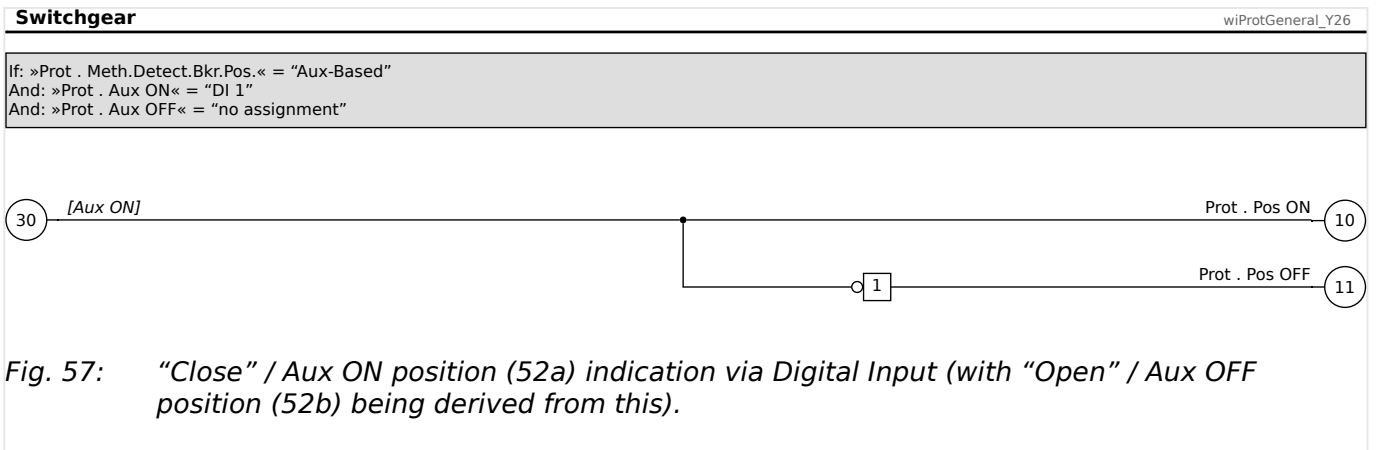 Switchgear
wiProtGeneral_Y26
If: »Prot . Meth.Detect.Bkr.Pos.« = “Aux-Based”
And: »Prot . Aux ON« = “DI 1”
And: »Prot . Aux OFF« = “no assignment”
30
[Aux ON]
Prot . Pos ON
10
1
Prot . Pos OFF
11
Fig. 57: “Close” / Aux ON position (52a) indication via Digital Input (with “Open” / Aux OFF
position (52b) being derived from this).